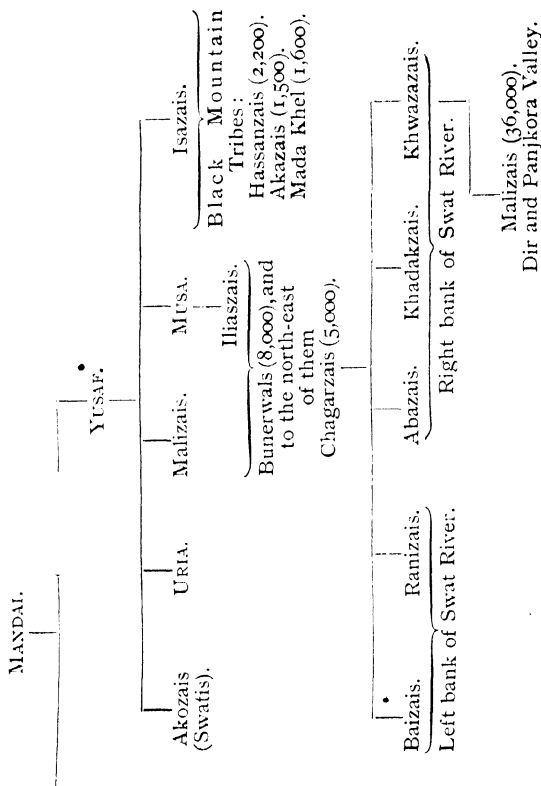 MANDAI.
YUSAF.
Akozais
(Swatis).
URIA.
Malizais.
MUSA.
Isazais.
Iliaszais.
Bunerwals (8,000), and
to the north-east
of them
Chagarzais (5,000).
Black Mountain
Tribes:
Hassanzais (2,200).
Akazais (1,500).
Mada Khel (1,600).
Baizais.
Ranizais.
Abazais.
Khadakzais.
Khwazazais.
Left bank of Swat River.
Right bank of Swat River.
Malizais (36,000).
Dir and Panjkora Valley.